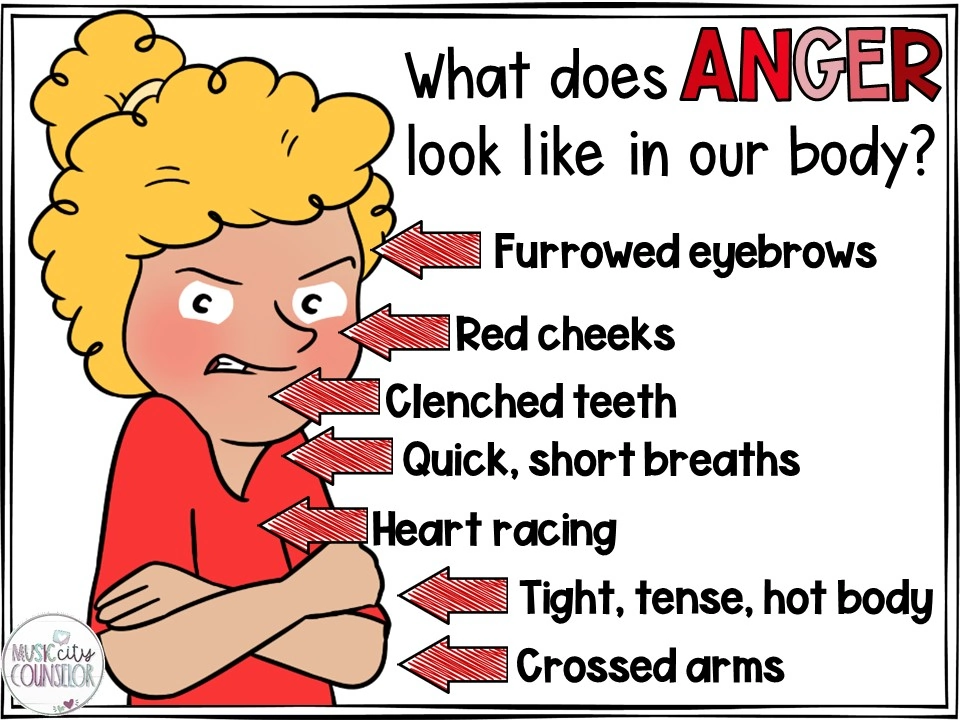 What does ANGER
look like in our body?
Furrowed eyebrows
Red cheeks
Clenched teeth
Quick, short breaths
Heart racing
Tight, tense, hot body
Crossed arms
MUSIC city
COUNSELOR